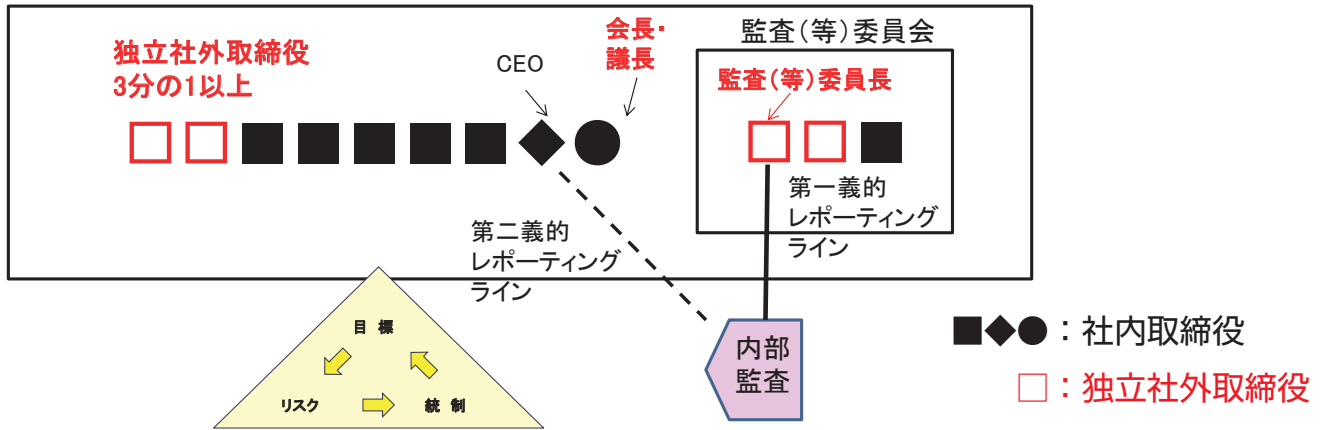 独立社外取締役
3分の1以上
CEO
会長・
議長
監査(等)委員会
監査(等)委員長
第一義的
レポーティング
ライン
第二義的
レポーティング
ライン
目 標
リスク
統 制
内部
監査
■◆●:社内取締役
□:独立社外取締役